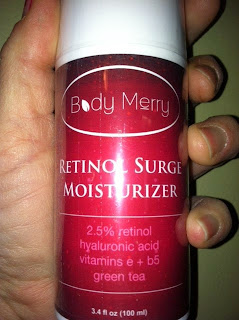 Body Merry
RETINOL SURGE
MOISTURIZER
2.5% retinol
hyaluronic acid
vitamins e + b5
green tea
3.4 fl oz (100 ml)